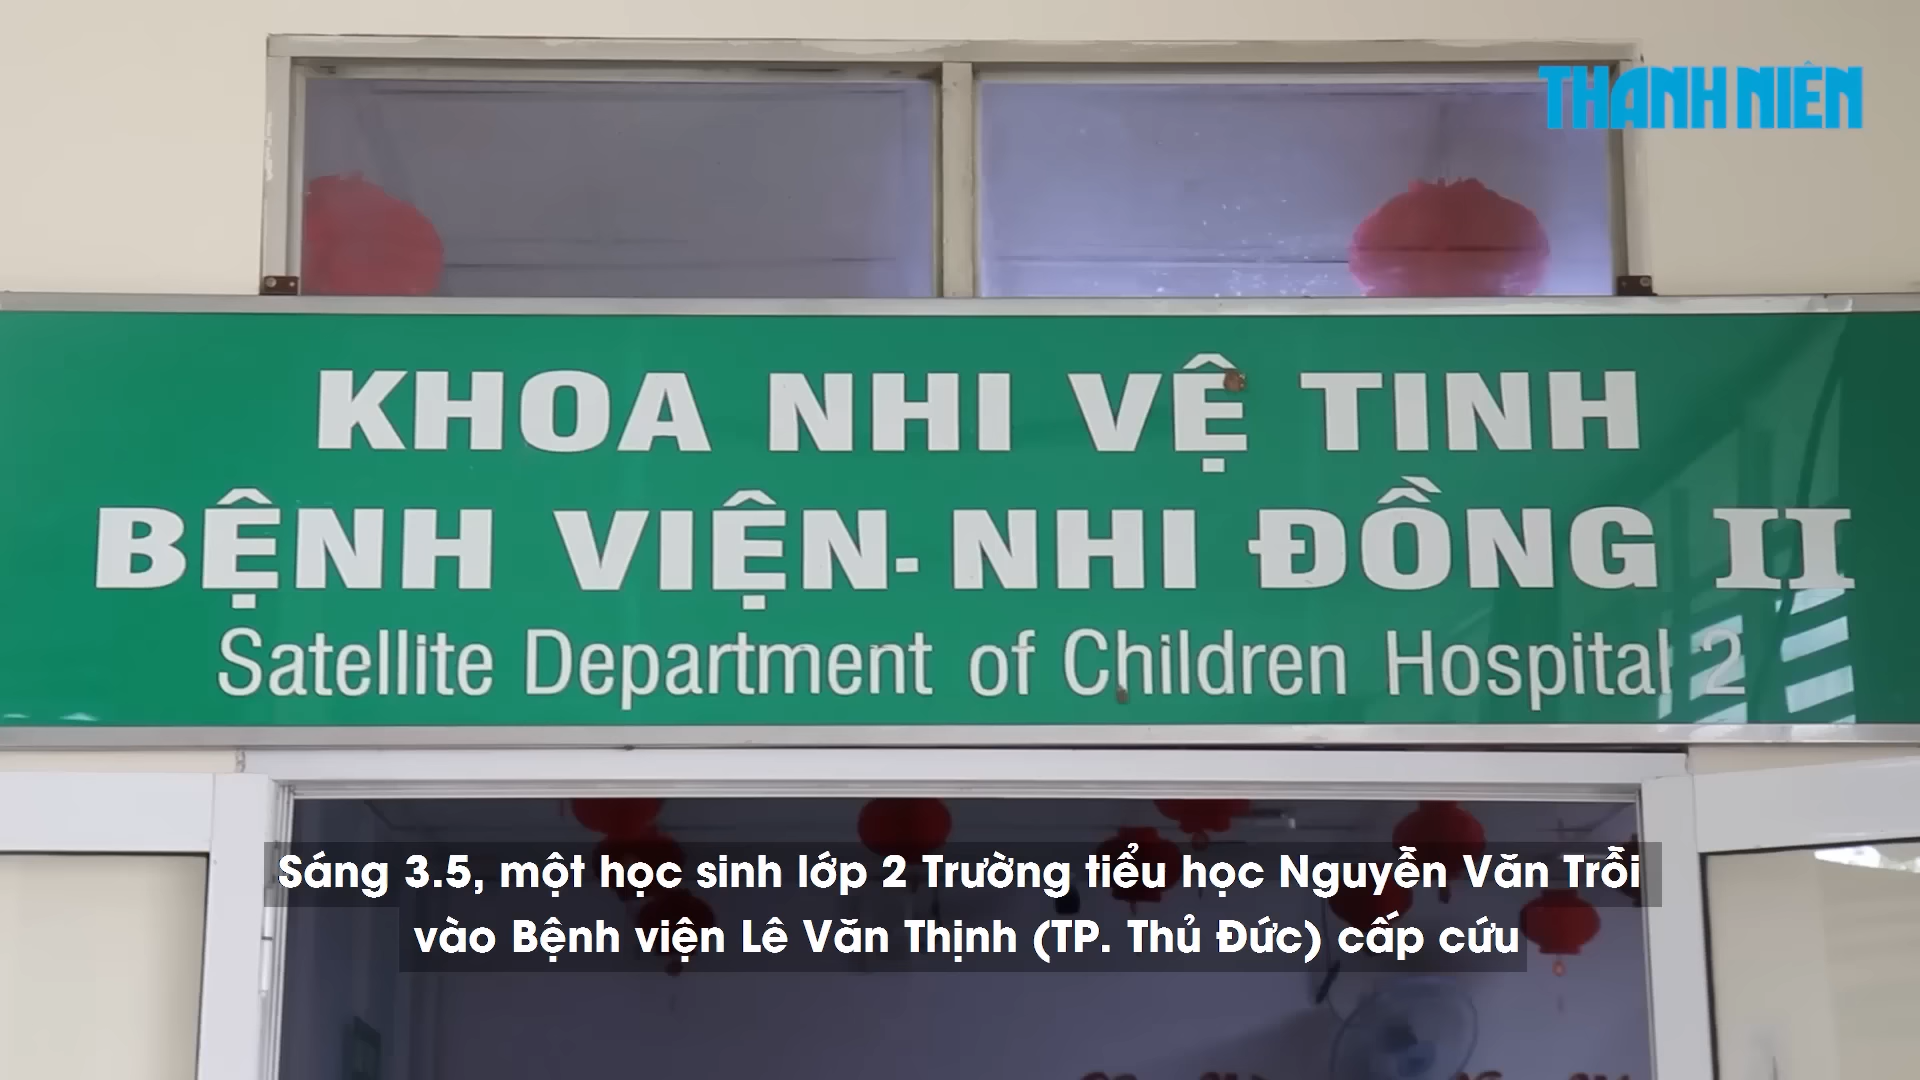 THANH NIÊN
KHOA NHI VỆ TINH
BỆNH VIỆN- NHI ĐỒNG II
Satellite Department of Children Hospital 2
Sáng 3.5, một học sinh lớp 2 Trường tiểu học Nguyễn Văn Trỗi
vào Bệnh viện Lê Văn Thịnh (TP. Thủ Đức) cấp cứu